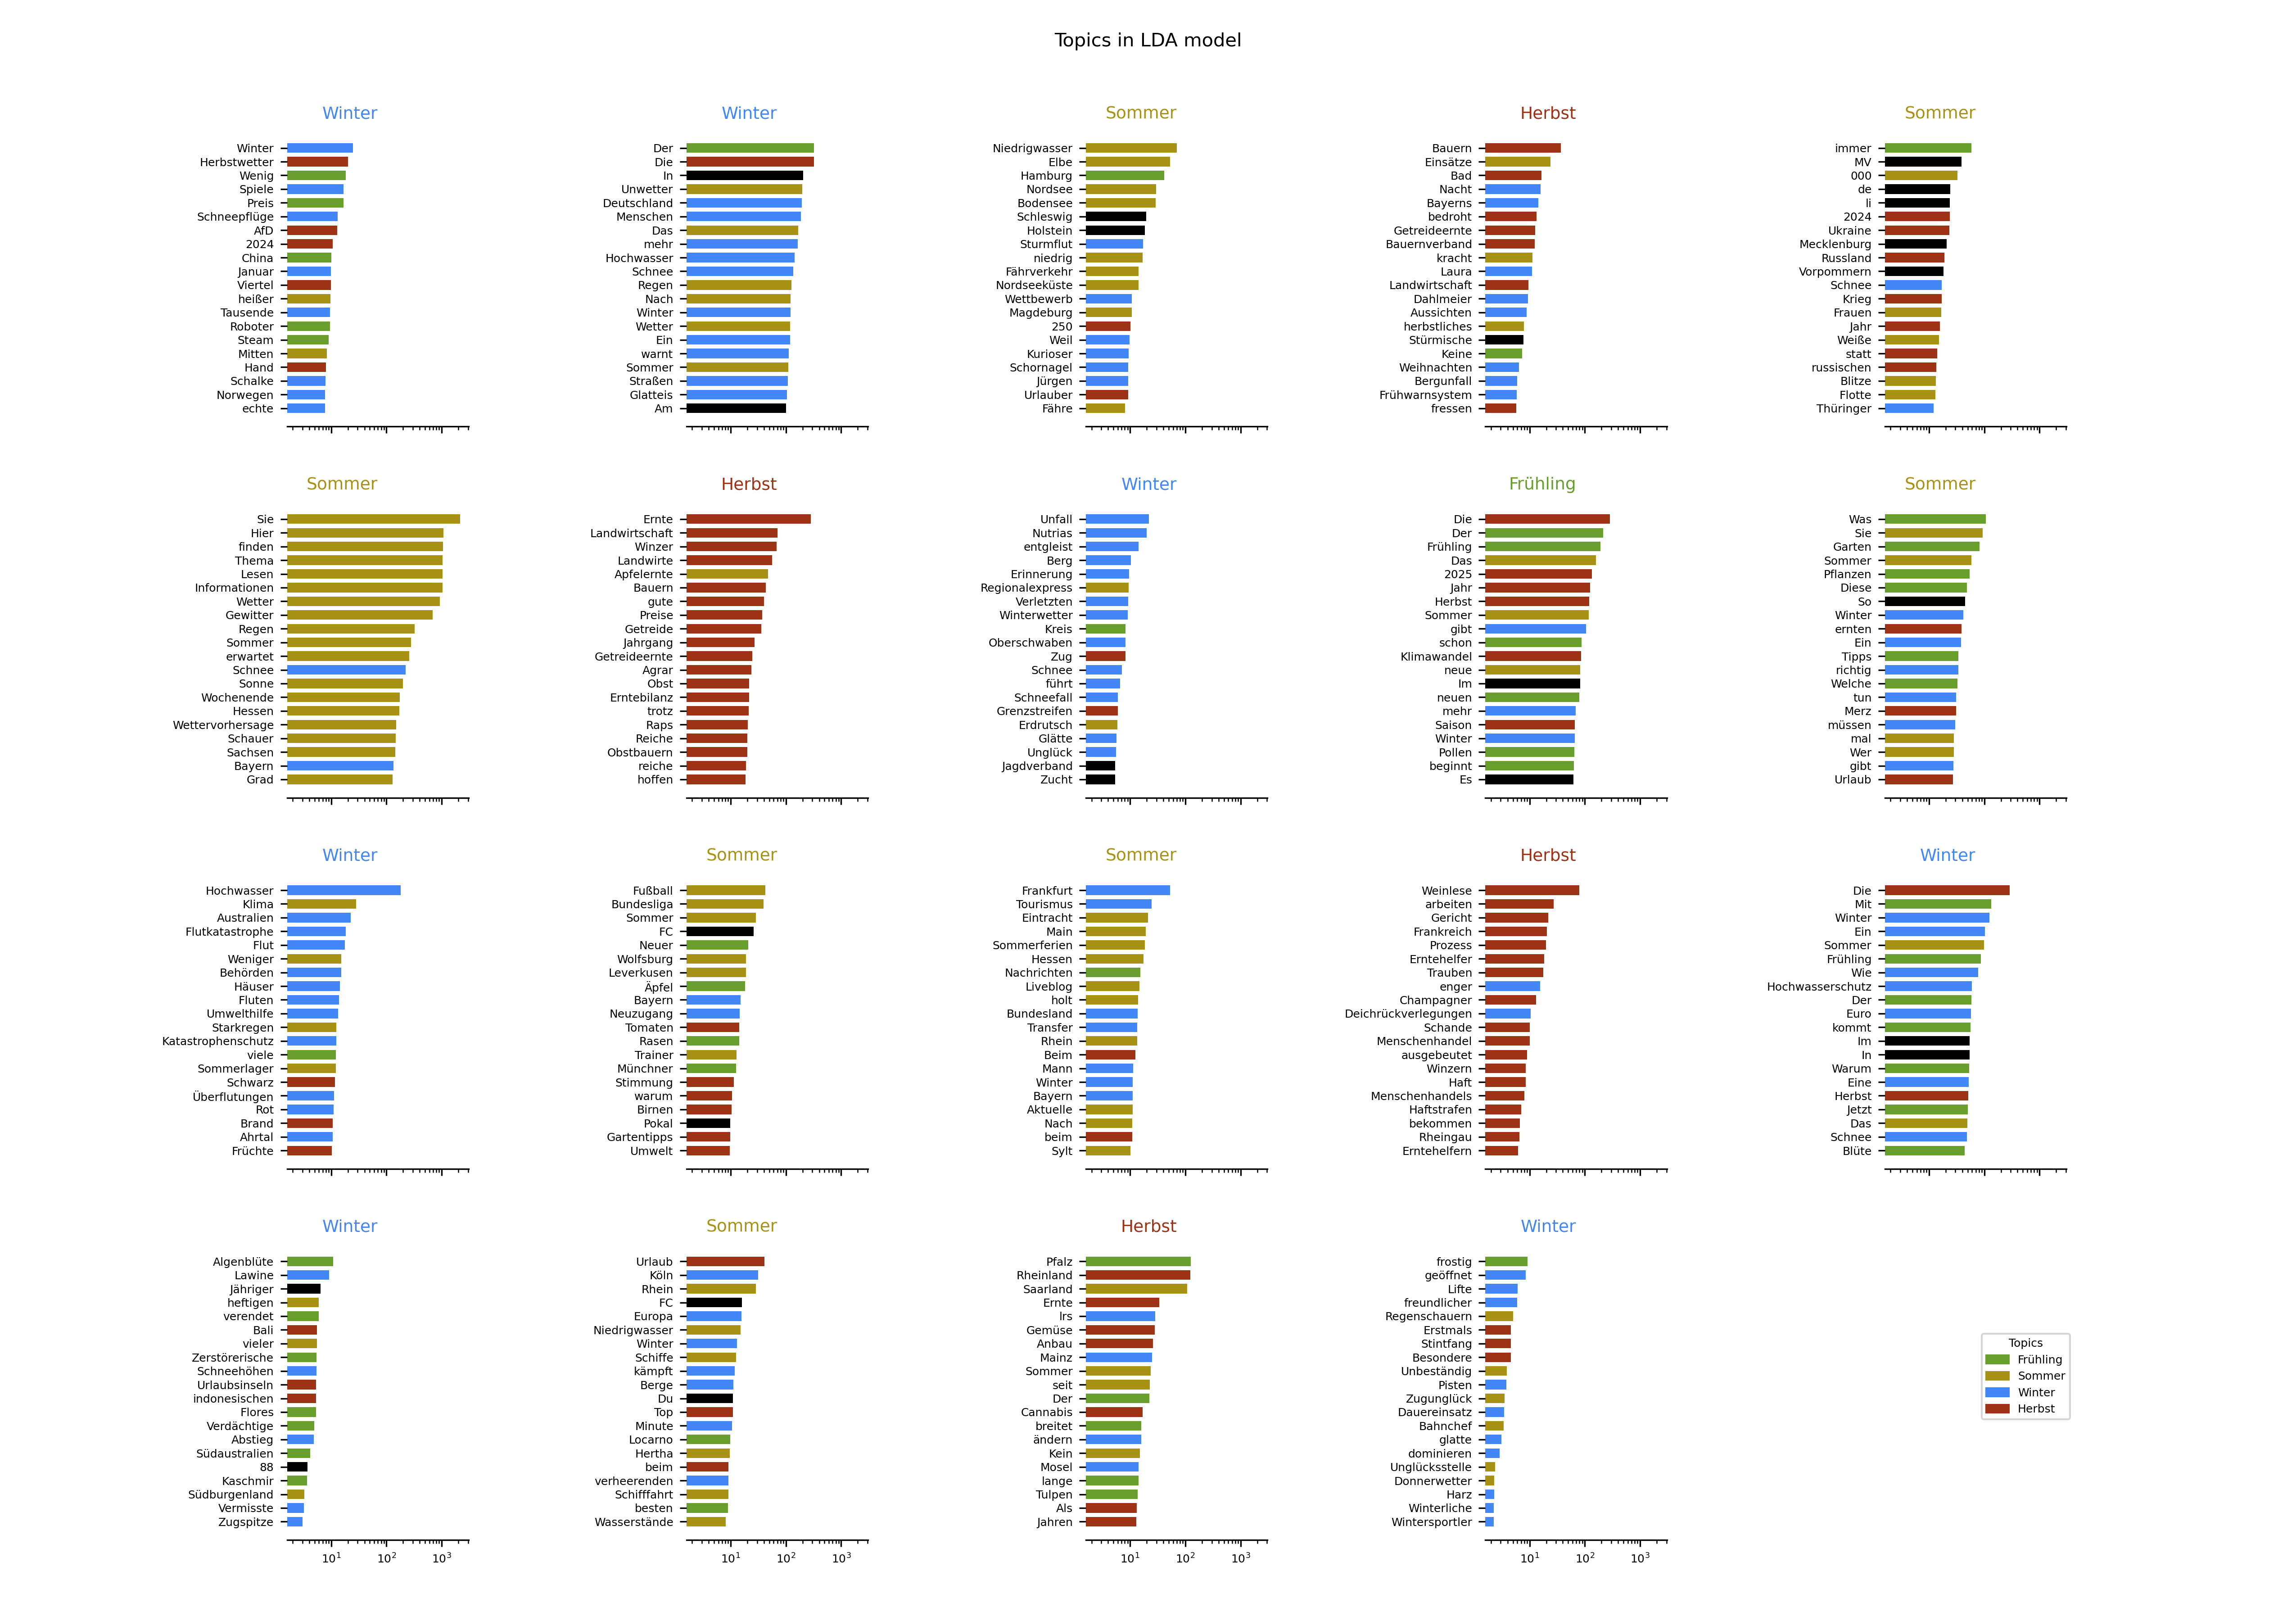 Topics in LDA model
Winter
Winter
Herbstwetter
Wenig
Spiele
Preis
Schneepflüge
AfD
2024
China
Januar
Viertel
heißer
Tausende
Roboter
Steam
Mitten
Hand
Schalke
Norwegen
echte
Winter
Der
Die
In
Unwetter
Deutschland
Menschen
Das
mehr
Hochwasser
Schnee
Regen
Nach
Winter
Wetter
Ein
warnt
Sommer
Straßen
Glatteis
Am
Sommer
Niedrigwasser
Elbe
Hamburg
Nordsee
Bodensee
Schleswig
Holstein
Sturmflut
niedrig
Fährverkehr
Nordseeküste
Wettbewerb
Magdeburg
250
Weil
Kurioser
Schornagel
Jürgen
Urlauber
Fähre
Herbst
Bauern
Einsätze
Bad
Nacht
Bayerns
bedroht
Getreideernte
Bauernverband
kracht
Laura
Landwirtschaft
Dahlmeier
Aussichten
herbstliches
Stürmische
Keine
Weihnachten
Bergunfall
Frühwarnsystem
fressen
Sommer
immer
MV
000
de
li
2024
Ukraine
Mecklenburg
Russland
Vorpommern
Schnee
Krieg
Frauen
Jahr
Weiße
statt
russischen
Blitze
Flotte
Thüringer
Sommer
Sie
Hier
finden
Thema
Lesen
Informationen
Wetter
Gewitter
Regen
Sommer
erwartet
Schnee
Sonne
Wochenende
Hessen
Wettervorhersage
Schauer
Sachsen
Bayern
Grad
Herbst
Ernte
Landwirtschaft
Winzer
Landwirte
Apfelernte
Bauern
gute
Preise
Getreide
Jahrgang
Getreideernte
Agrar
Obst
Erntebilanz
trotz
Raps
Reiche
Obstbauern
reiche
hoffen
Winter
Unfall
Nutrias
entgleist
Berg
Erinnerung
Regionalexpress
Verletzten
Winterwetter
Kreis
Oberschwaben
Zug
Schnee
führt
Schneefall
Grenzstreifen
Erdrutsch
Glätte
Unglück
Jagdverband
Zucht
Frühling
Die
Der
Frühling
Das
2025
Jahr
Herbst
Sommer
gibt
schon
Klimawandel
neue
Im
neuen
mehr
Saison
Winter
Pollen
beginnt
Es
Sommer
Was
Sie
Garten
Sommer
Pflanzen
Diese
So
Winter
ernten
Ein
Tipps
richtig
Welche
tun
Merz
müssen
mal
Wer
gibt
Urlaub
Winter
Hochwasser
Klima
Australien
Flutkatastrophe
Flut
Weniger
Behörden
Häuser
Fluten
Umwelthilfe
Starkregen
Katastrophenschutz
viele
Sommerlager
Schwarz
Überflutungen
Rot
Brand
Ahrtal
Früchte
Sommer
Fußball
Bundesliga
Sommer
FC
Neuer
Wolfsburg
Leverkusen
Äpfel
Bayern
Neuzugang
Tomaten
Rasen
Trainer
Münchner
Stimmung
warum
Birnen
Pokal
Gartentipps
Umwelt
Sommer
Frankfurt
Tourismus
Eintracht
Main
Sommerferien
Hessen
Nachrichten
Liveblog
holt
Bundesland
Transfer
Rhein
Beim
Mann
Winter
Bayern
Aktuelle
Nach
beim
Sylt
Herbst
Weinlese
arbeiten
Gericht
Frankreich
Prozess
Erntehelfer
Trauben
enger
Champagner
Deichrückverlegungen
Schande
Menschenhandel
ausgebeutet
Winzern
Haft
Menschenhandels
Haftstrafen
bekommen
Rheingau
Erntehelfern
Winter
Die
Mit
Winter
Ein
Sommer
Frühling
Wie
Hochwasserschutz
Der
Euro
kommt
Im
In
Warum
Eine
Herbst
Jetzt
Das
Schnee
Blüte
Winter
Algenblüte
Lawine
Jähriger
heftigen
verendet
Bali
vieler
Zerstörerische
Schneehöhen
Urlaubsinseln
indonesischen
Flores
Verdächtige
Abstieg
Südaustralien
88
Kaschmir
Südburgenland
Vermisste
Zugspitze
10¹ 10² 10³
Sommer
Urlaub
Köln
Rhein
FC
Europa
Niedrigwasser
Winter
Schiffe
kämpft
Berge
Du
Top
Minute
Locarno
Hertha
beim
verheerenden
Schifffahrt
besten
Wasserstände
10¹ 10² 10³
Herbst
Pfalz
Rheinland
Saarland
Ernte
lrs
Gemüse
Anbau
Mainz
Sommer
seit
Der
Cannabis
breitet
ändern
Kein
Mosel
lange
Tulpen
Als
Jahren
10¹ 10² 10³
Winter
frostig
geöffnet
Lifte
freundlicher
Regenschauern
Erstmals
Stintfang
Besondere
Unbeständig
Pisten
Zugunglück
Dauereinsatz
Bahnchef
glatte
dominieren
Unglücksstelle
Donnerwetter
Harz
Winterliche
Wintersportler
10¹ 10² 10³
Topics
Frühling
Sommer
Winter
Herbst